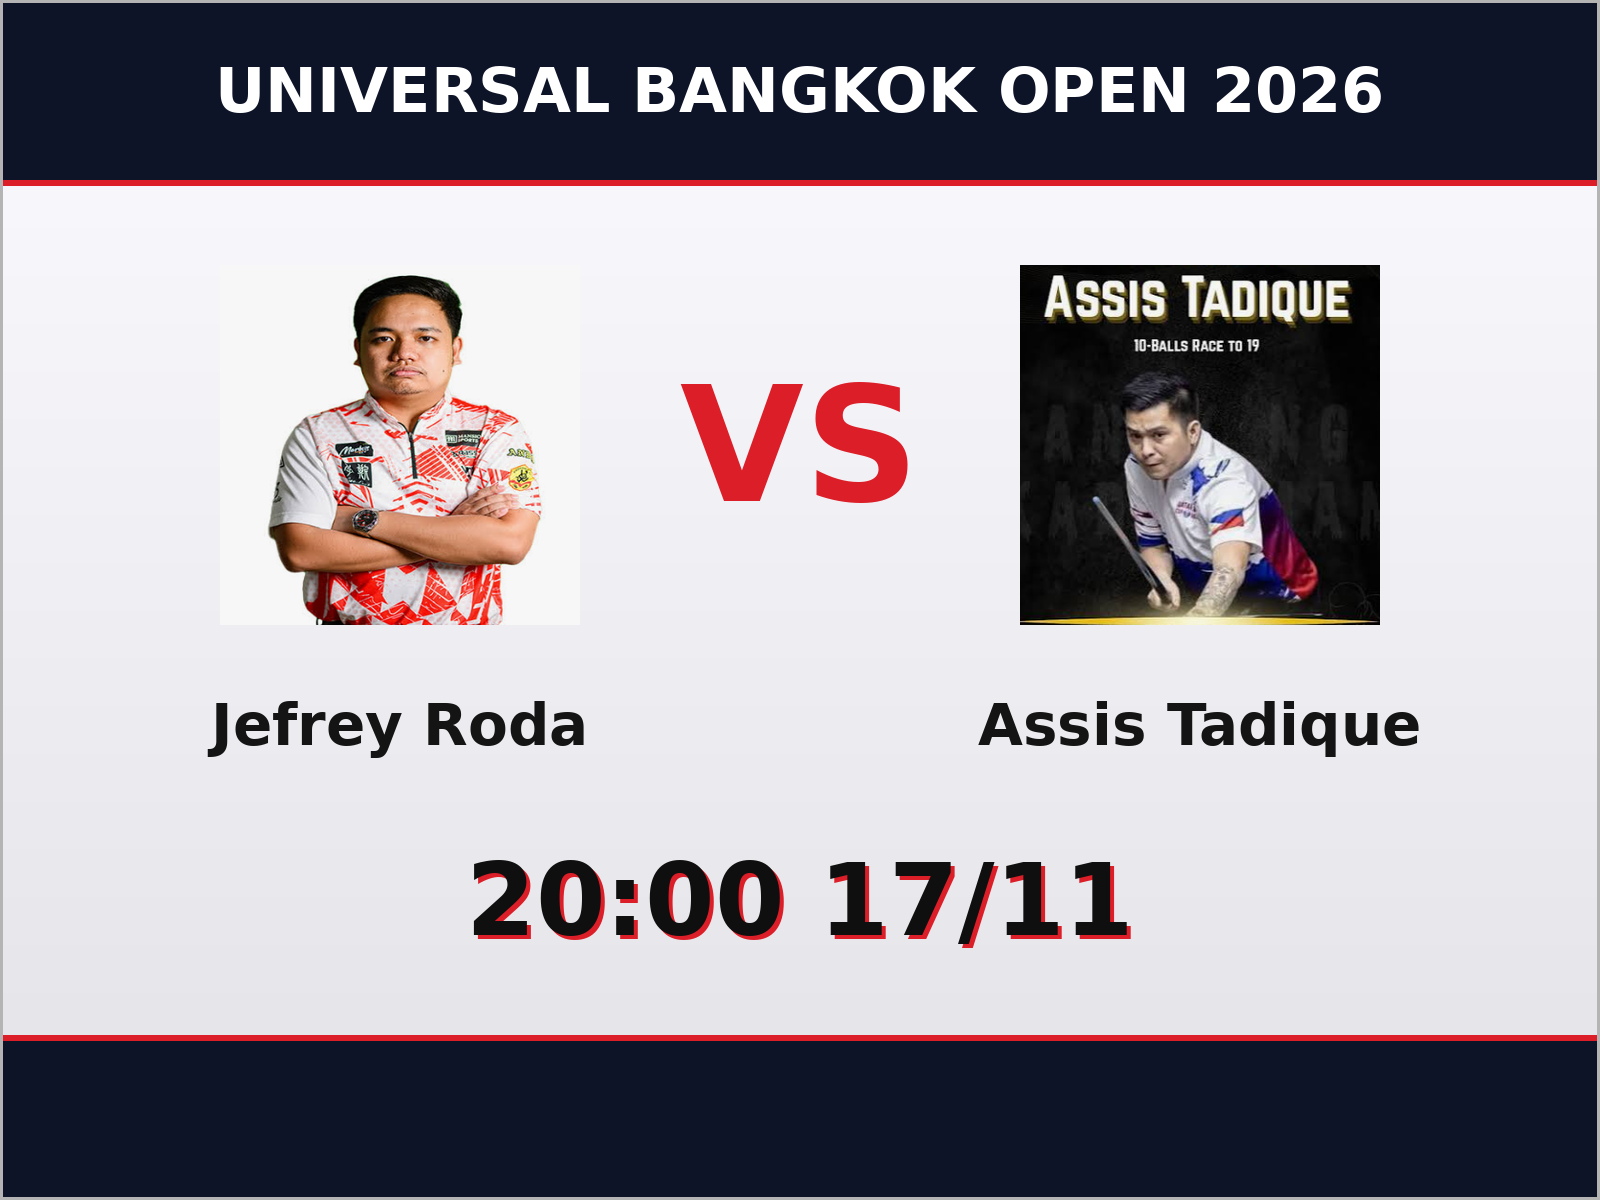 UNIVERSAL BANGKOK OPEN 2026
ASSIS TADIQUE
10-BALLS RACE TO 19
VS
Jefrey Roda
Assis Tadique
20:00 17/11